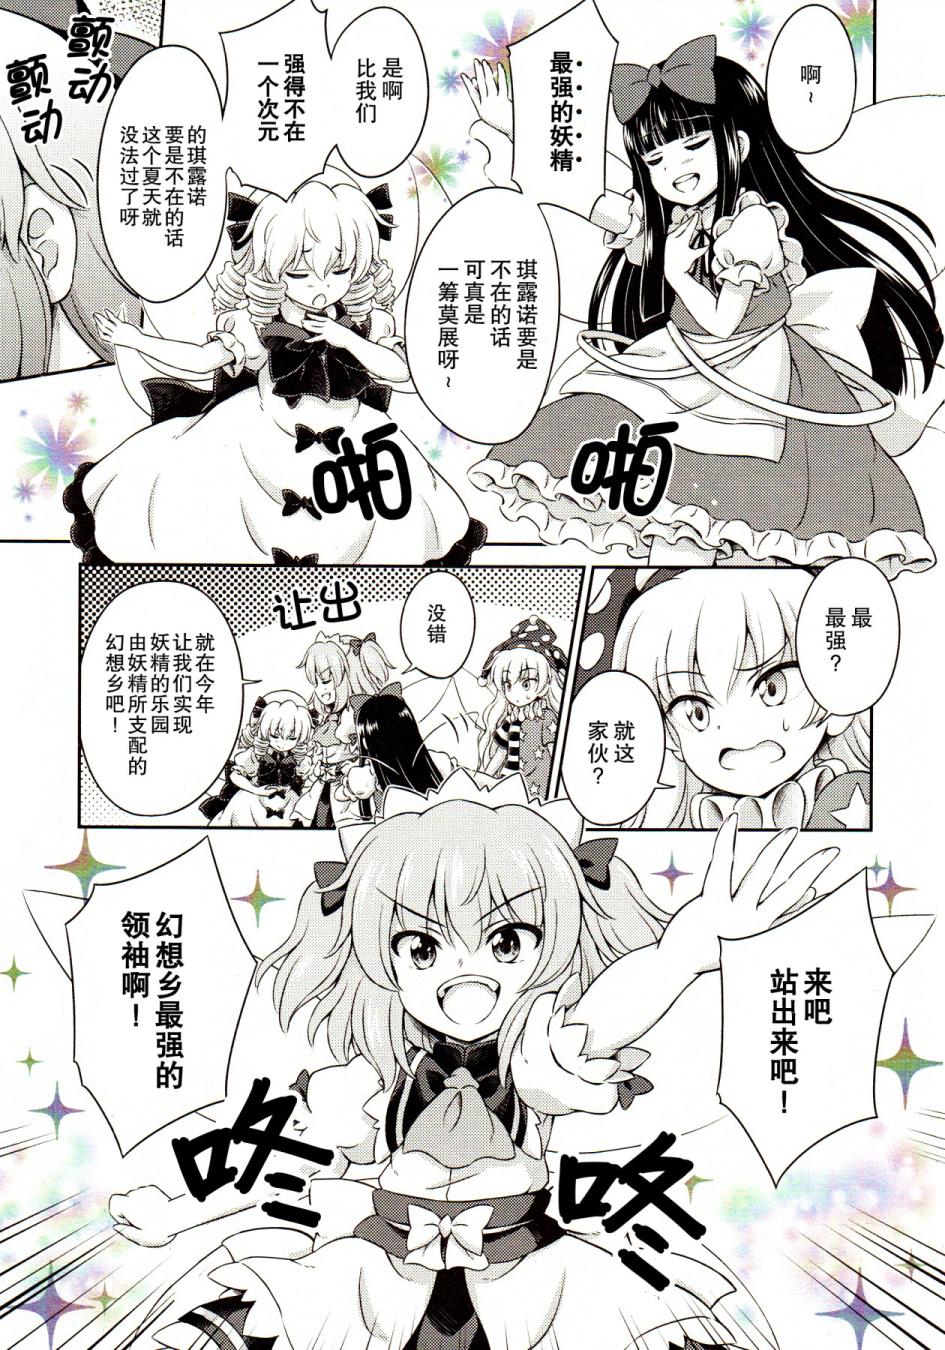 啊~
最强的妖精
琪露诺要是
不在的话
可真是
一筹莫展呀~
啪
是啊
比我们
强得不在
一个次元
的琪露诺
要是不在的话
这个夏天就
没法过了呀
啪
颤动
颤动
最
最强?
就这
家伙?
没错
让出
就在今年
让我们实现
妖精的乐园
由妖精所支配的
幻想乡吧!
来吧
站出来吧!
幻想乡最强的
领袖啊!
咚
咚